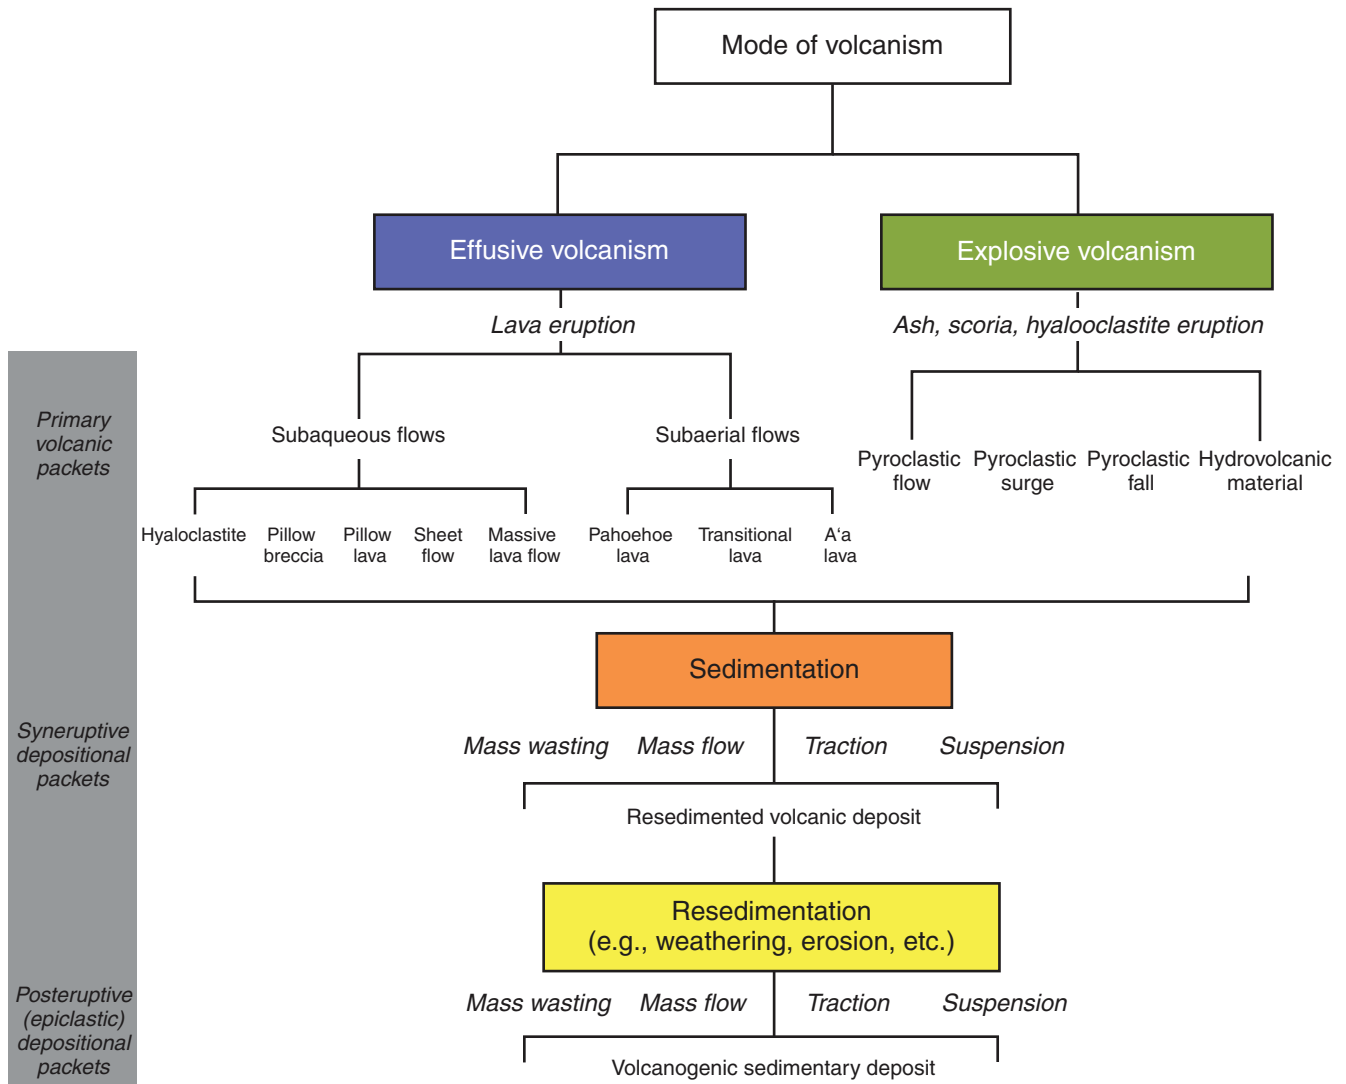 Mode of volcanism
Effusive volcanism
Explosive volcanism
Lava eruption
Ash, scoria, hyalooclastite eruption
Primary
volcanic
packets
Subaqueous flows
Subaerial flows
Pyroclastic
flow
Pyroclastic
surge
Pyroclastic
fall
Hydrovolcanic
material
Hyaloclastite
Pillow
breccia
Pillow
lava
Sheet
flow
Massive
lava flow
Pahoehoe
lava
Transitional
lava
A‘a
lava
Sedimentation
Syneruptive
depositional
packets
Mass wasting
Mass flow
Traction
Suspension
Resedimented volcanic deposit
Resedimentation
(e.g., weathering, erosion, etc.)
Posteruptive
(epiclastic)
depositional
packets
Mass wasting
Mass flow
Traction
Suspension
Volcanogenic sedimentary deposit